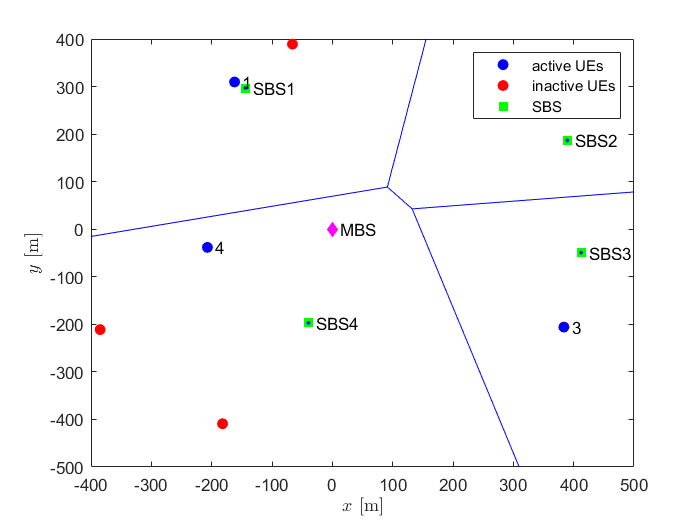 400
300
200
100
0
-100
-200
-300
-400
-500
-400 -300 -200 -100 0 100 200 300 400 500
x [m]
y [m]
active UEs
inactive UEs
SBS
1
SBS1
SBS2
MBS
4
SBS3
SBS4
3